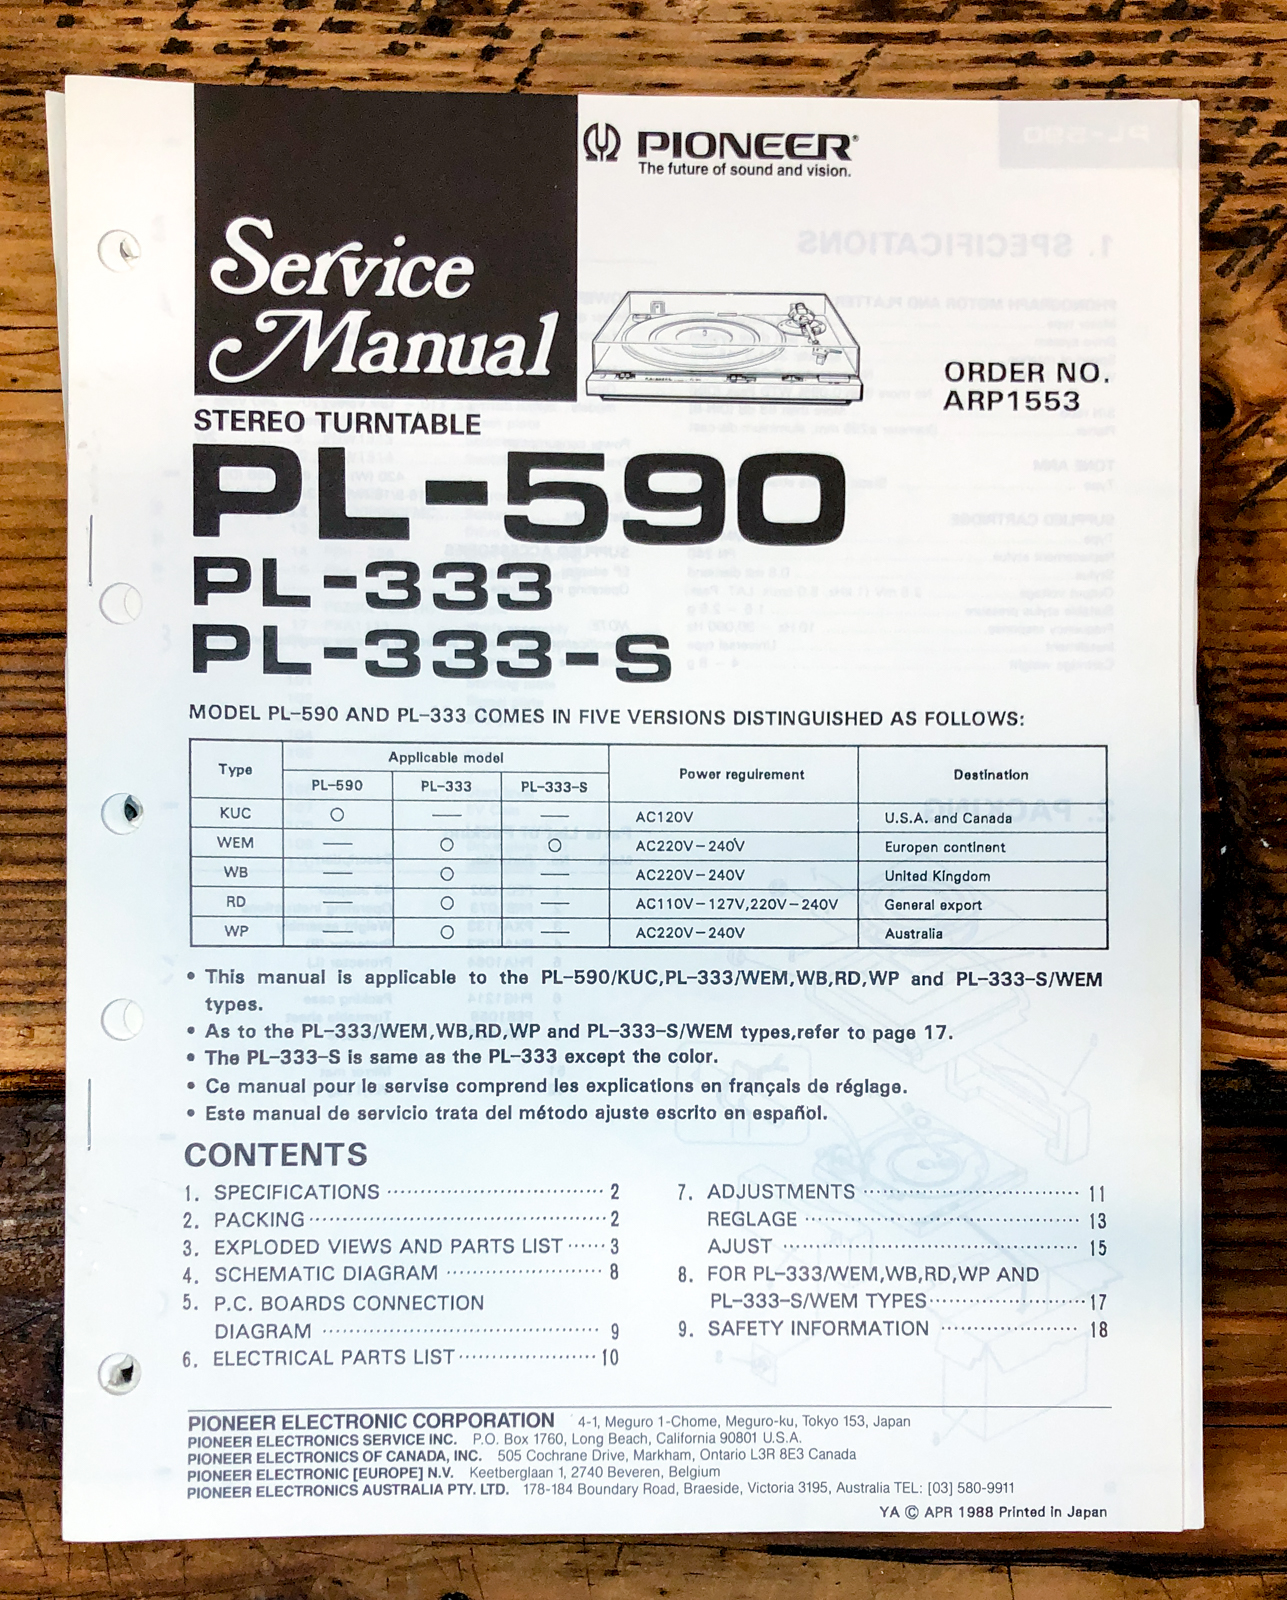 PIONEER®
The future of sound and vision.
Service
Manual
ORDER NO.
ARP1553
STEREO TURNTABLE
PL-590
PL-333
PL-333-S
MODEL PL-590 AND PL-333 COMES IN FIVE VERSIONS DISTINGUISHED AS FOLLOWS:
Type Applicable model Power reguirement Destination
PL-590 PL-333 PL-333-S
KUC ○ — — AC120V U.S.A. and Canada
WEM — ○ ○ AC220V-240V Europen continent
WB — ○ — AC220V-240V United Kingdom
RD — ○ — AC110V-127V,220V-240V General export
WP — ○ — AC220V-240V Australia
• This manual is applicable to the PL-590/KUC,PL-333/WEM,WB,RD,WP and PL-333-S/WEM
types.
• As to the PL-333/WEM,WB,RD,WP and PL-333-S/WEM types,refer to page 17.
• The PL-333-S is same as the PL-333 except the color.
• Ce manual pour le servise comprend les explications en français de réglage.
• Este manual de servicio trata del método ajuste escrito en español.
CONTENTS
1. SPECIFICATIONS ································ 2
2. PACKING ············································ 2
3. EXPLODED VIEWS AND PARTS LIST ······ 3
4. SCHEMATIC DIAGRAM ······················· 8
5. P.C. BOARDS CONNECTION
DIAGRAM ········································· 9
6. ELECTRICAL PARTS LIST ····················· 10
7. ADJUSTMENTS ································ 11
REGLAGE ········································· 13
AJUST ············································ 15
8. FOR PL-333/WEM,WB,RD,WP AND
PL-333-S/WEM TYPES ······················· 17
9. SAFETY INFORMATION ····················· 18
PIONEER ELECTRONIC CORPORATION 4-1, Meguro 1-Chome, Meguro-ku, Tokyo 153, Japan
PIONEER ELECTRONICS SERVICE INC. P.O. Box 1760, Long Beach, California 90801 U.S.A.
PIONEER ELECTRONICS OF CANADA, INC. 505 Cochrane Drive, Markham, Ontario L3R 8E3 Canada
PIONEER ELECTRONIC [EUROPE] N.V. Keetberglaan 1, 2740 Beveren, Belgium
PIONEER ELECTRONICS AUSTRALIA PTY. LTD. 178-184 Boundary Road, Braeside, Victoria 3195, Australia TEL: [03] 580-9911
YA © APR 1988 Printed in Japan